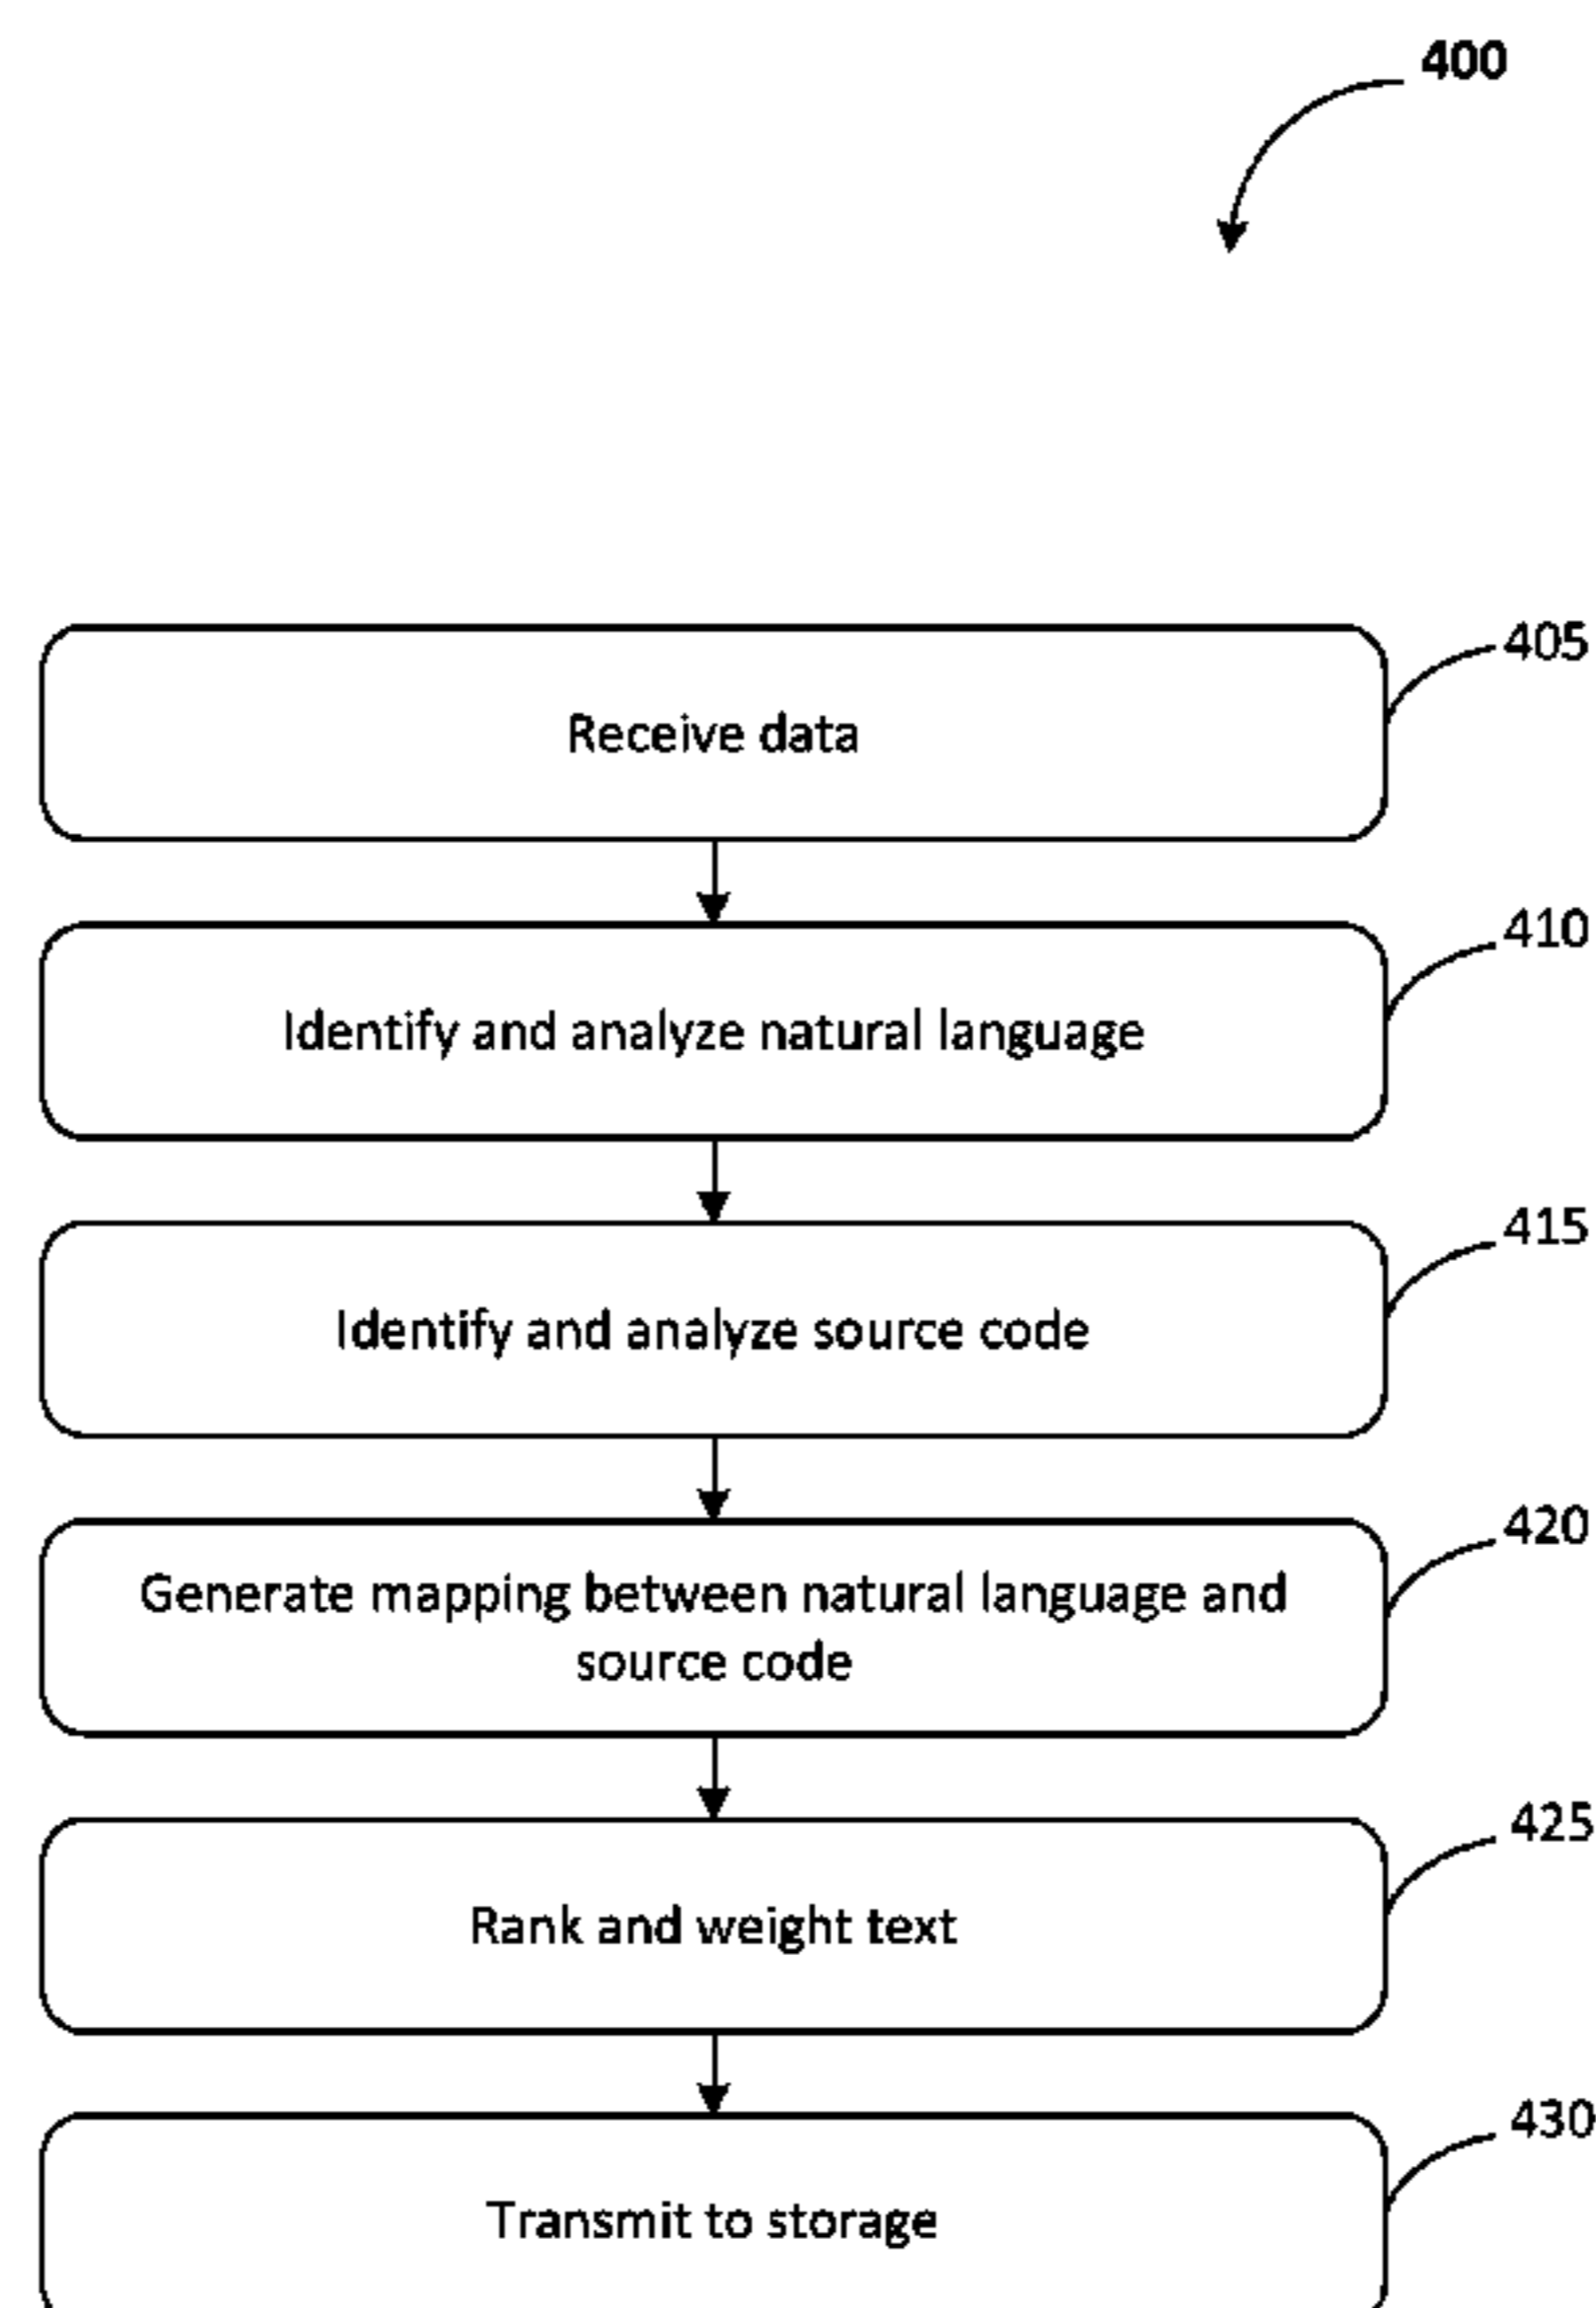 400
405
Receive data
410
Identify and analyze natural language
415
Identify and analyze source code
420
Generate mapping between natural language and
source code
425
Rank and weight text
430
Transmit to storage